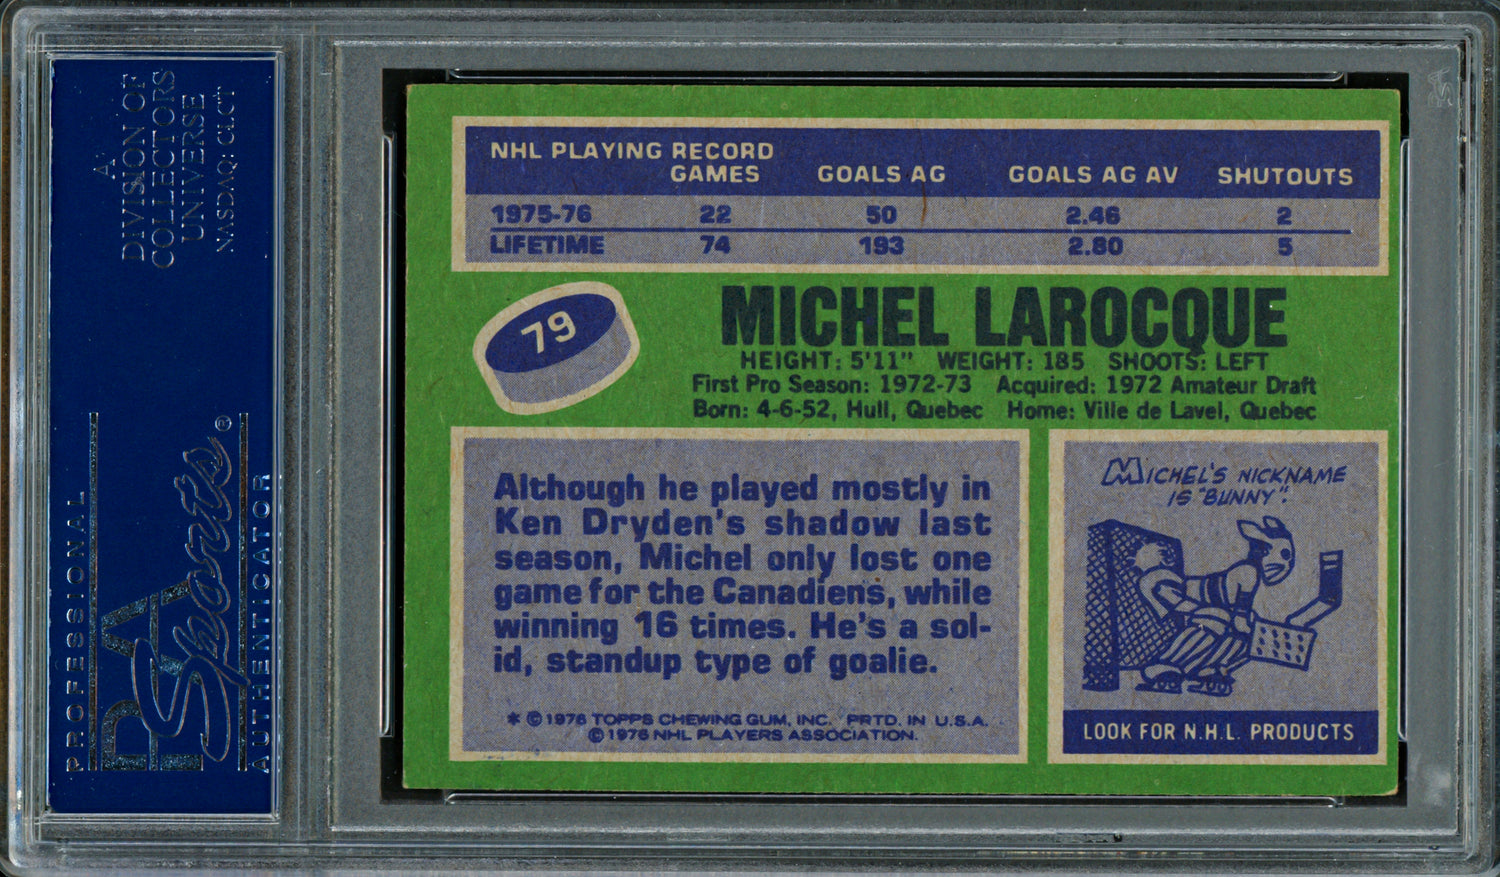 A
DIVISION OF
COLLECTORS
UNIVERSE
NASDAQ: CLCT
PROFESSIONAL
PSA
Sports®
AUTHENTICATOR
NHL PLAYING RECORD
GAMES GOALS AG GOALS AG AV SHUTOUTS
1975-76 22 50 2.46 2
LIFETIME 74 193 2.80 5
79
MICHEL LAROCQUE
HEIGHT: 5'11" WEIGHT: 185 SHOOTS: LEFT
First Pro Season: 1972-73 Acquired: 1972 Amateur Draft
Born: 4-6-52, Hull, Quebec Home: Ville de Lavel, Quebec
Although he played mostly in
Ken Dryden's shadow last
season, Michel only lost one
game for the Canadiens, while
winning 16 times. He's a sol-
id, standup type of goalie.
* © 1976 TOPPS CHEWING GUM, INC. PRTD. IN U.S.A.
© 1976 NHL PLAYERS ASSOCIATION.
MICHEL'S NICKNAME
IS "BUNNY".
LOOK FOR N.H.L. PRODUCTS